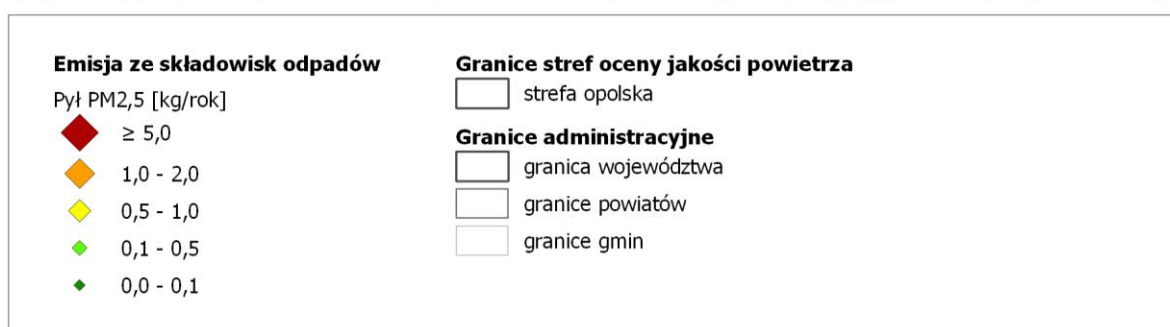 Emisja ze składowisk odpadów
Pył PM2,5 [kg/rok]
≥ 5,0
1,0 - 2,0
0,5 - 1,0
0,1 - 0,5
0,0 - 0,1
Granice stref oceny jakości powietrza
strefa opolska
Granice administracyjne
granica województwa
granice powiatów
granice gmin